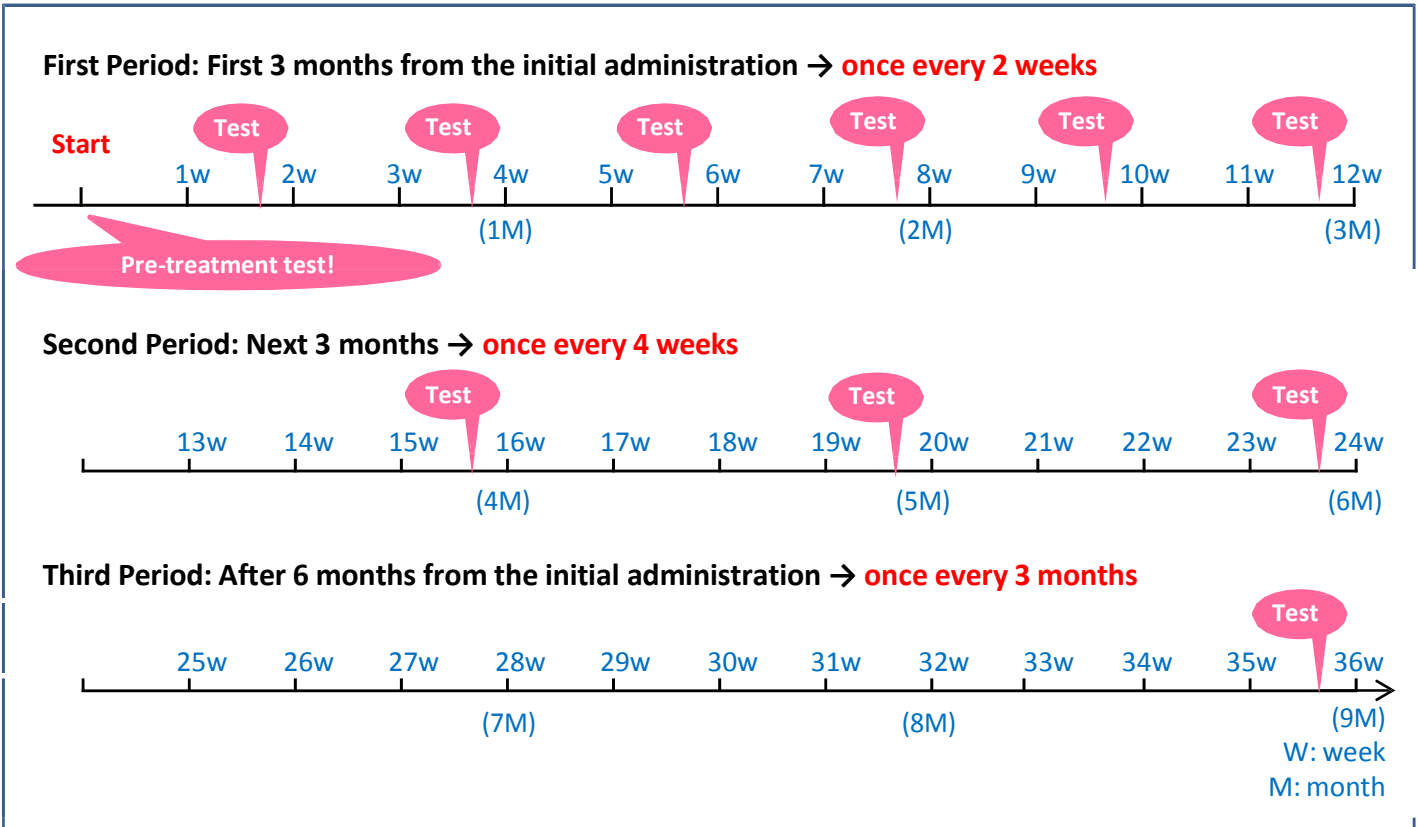 First Period: First 3 months from the initial administration → once every 2 weeks
Test Test Test Test Test Test
Start
1w 2w 3w 4w 5w 6w 7w 8w 9w 10w 11w 12w
(1M) (2M) (3M)
Pre-treatment test!
Second Period: Next 3 months → once every 4 weeks
Test Test Test
13w 14w 15w 16w 17w 18w 19w 20w 21w 22w 23w 24w
(4M) (5M) (6M)
Third Period: After 6 months from the initial administration → once every 3 months
Test
25w 26w 27w 28w 29w 30w 31w 32w 33w 34w 35w 36w
(7M) (8M) (9M)
W: week
M: month